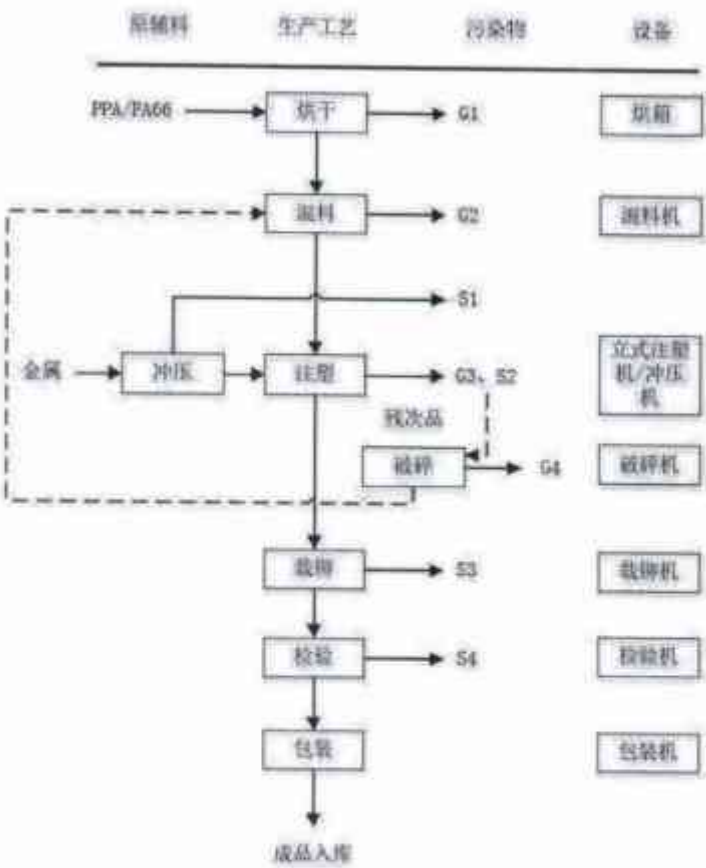 原辅料 生产工艺 污染物 设备
PPA/PA66 烘干 G1 烘箱
混料 G2 混料机
S1
金属 冲压 注塑 G3、S2 立式注塑
机/冲压
机
残次品
破碎 G4 破碎机
裁铆 S3 裁铆机
检验 S4 检验机
包装 包装机
成品入库